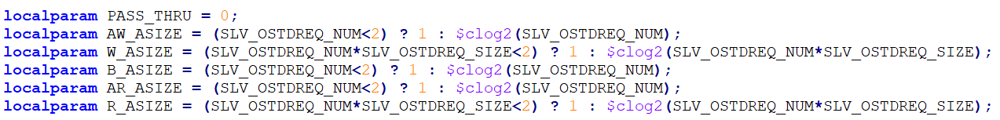 localparam PASS_THRU = 0;
localparam AW_ASIZE = (SLV_OSTDREQ_NUM<2) ? 1 : $clog2(SLV_OSTDREQ_NUM);
localparam W_ASIZE = (SLV_OSTDREQ_NUM*SLV_OSTDREQ_SIZE<2) ? 1 : $clog2(SLV_OSTDREQ_NUM*SLV_OSTDREQ_SIZE);
localparam B_ASIZE = (SLV_OSTDREQ_NUM<2) ? 1 : $clog2(SLV_OSTDREQ_NUM);
localparam AR_ASIZE = (SLV_OSTDREQ_NUM<2) ? 1 : $clog2(SLV_OSTDREQ_NUM);
localparam R_ASIZE = (SLV_OSTDREQ_NUM*SLV_OSTDREQ_SIZE<2) ? 1 : $clog2(SLV_OSTDREQ_NUM*SLV_OSTDREQ_SIZE);